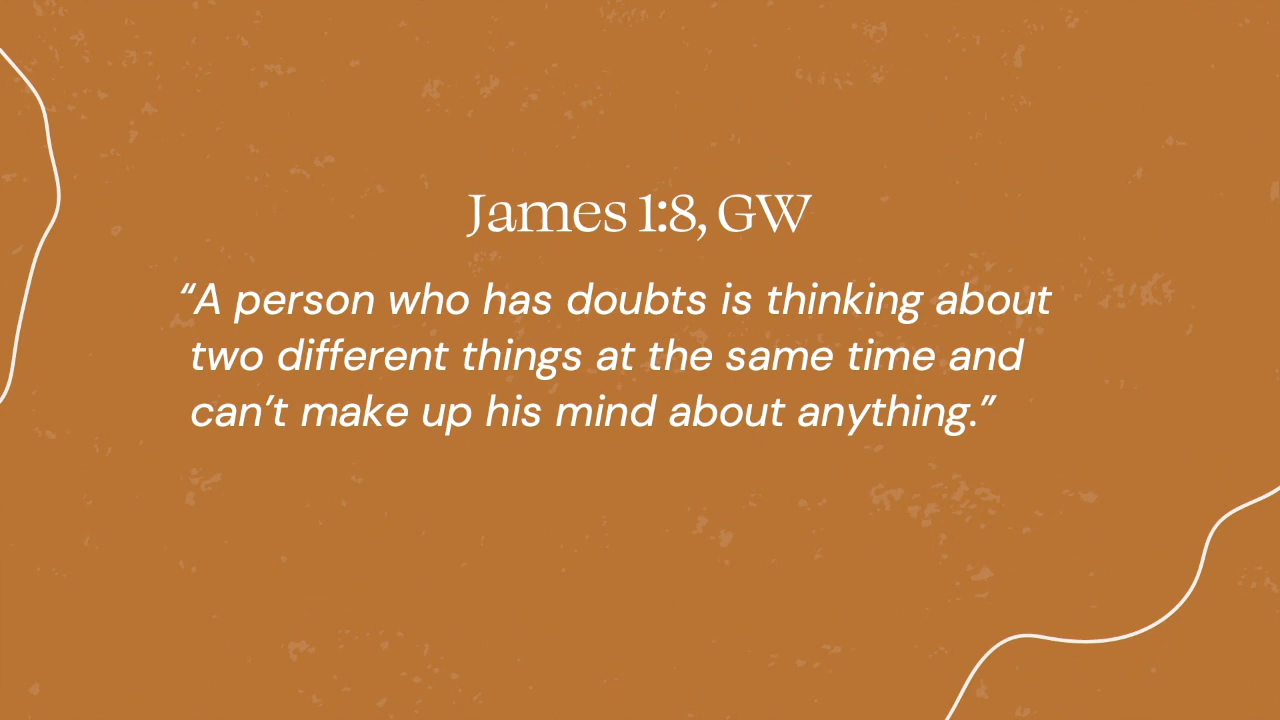 James 1:8, GW
“A person who has doubts is thinking about
two different things at the same time and
can’t make up his mind about anything.”